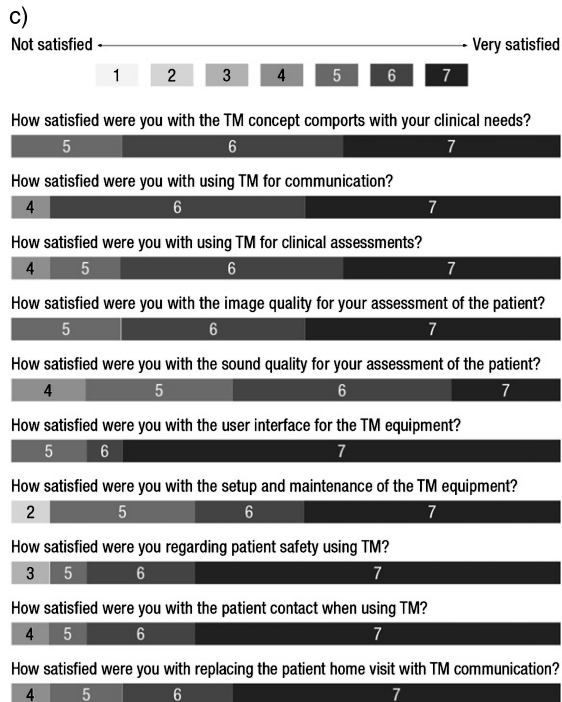 c)
Not satisfied Very satisfied
1 2 3 4 5 6 7
How satisfied were you with the TM concept comports with your clinical needs?
5 6 7
How satisfied were you with using TM for communication?
4 6 7
How satisfied were you with using TM for clinical assessments?
4 5 6 7
How satisfied were you with the image quality for your assessment of the patient?
5 6 7
How satisfied were you with the sound quality for your assessment of the patient?
4 5 6 7
How satisfied were you with the user interface for the TM equipment?
5 6 7
How satisfied were you with the setup and maintenance of the TM equipment?
2 5 6 7
How satisfied were you regarding patient safety using TM?
3 5 6 7
How satisfied were you with the patient contact when using TM?
4 5 6 7
How satisfied were you with replacing the patient home visit with TM communication?
4 5 6 7